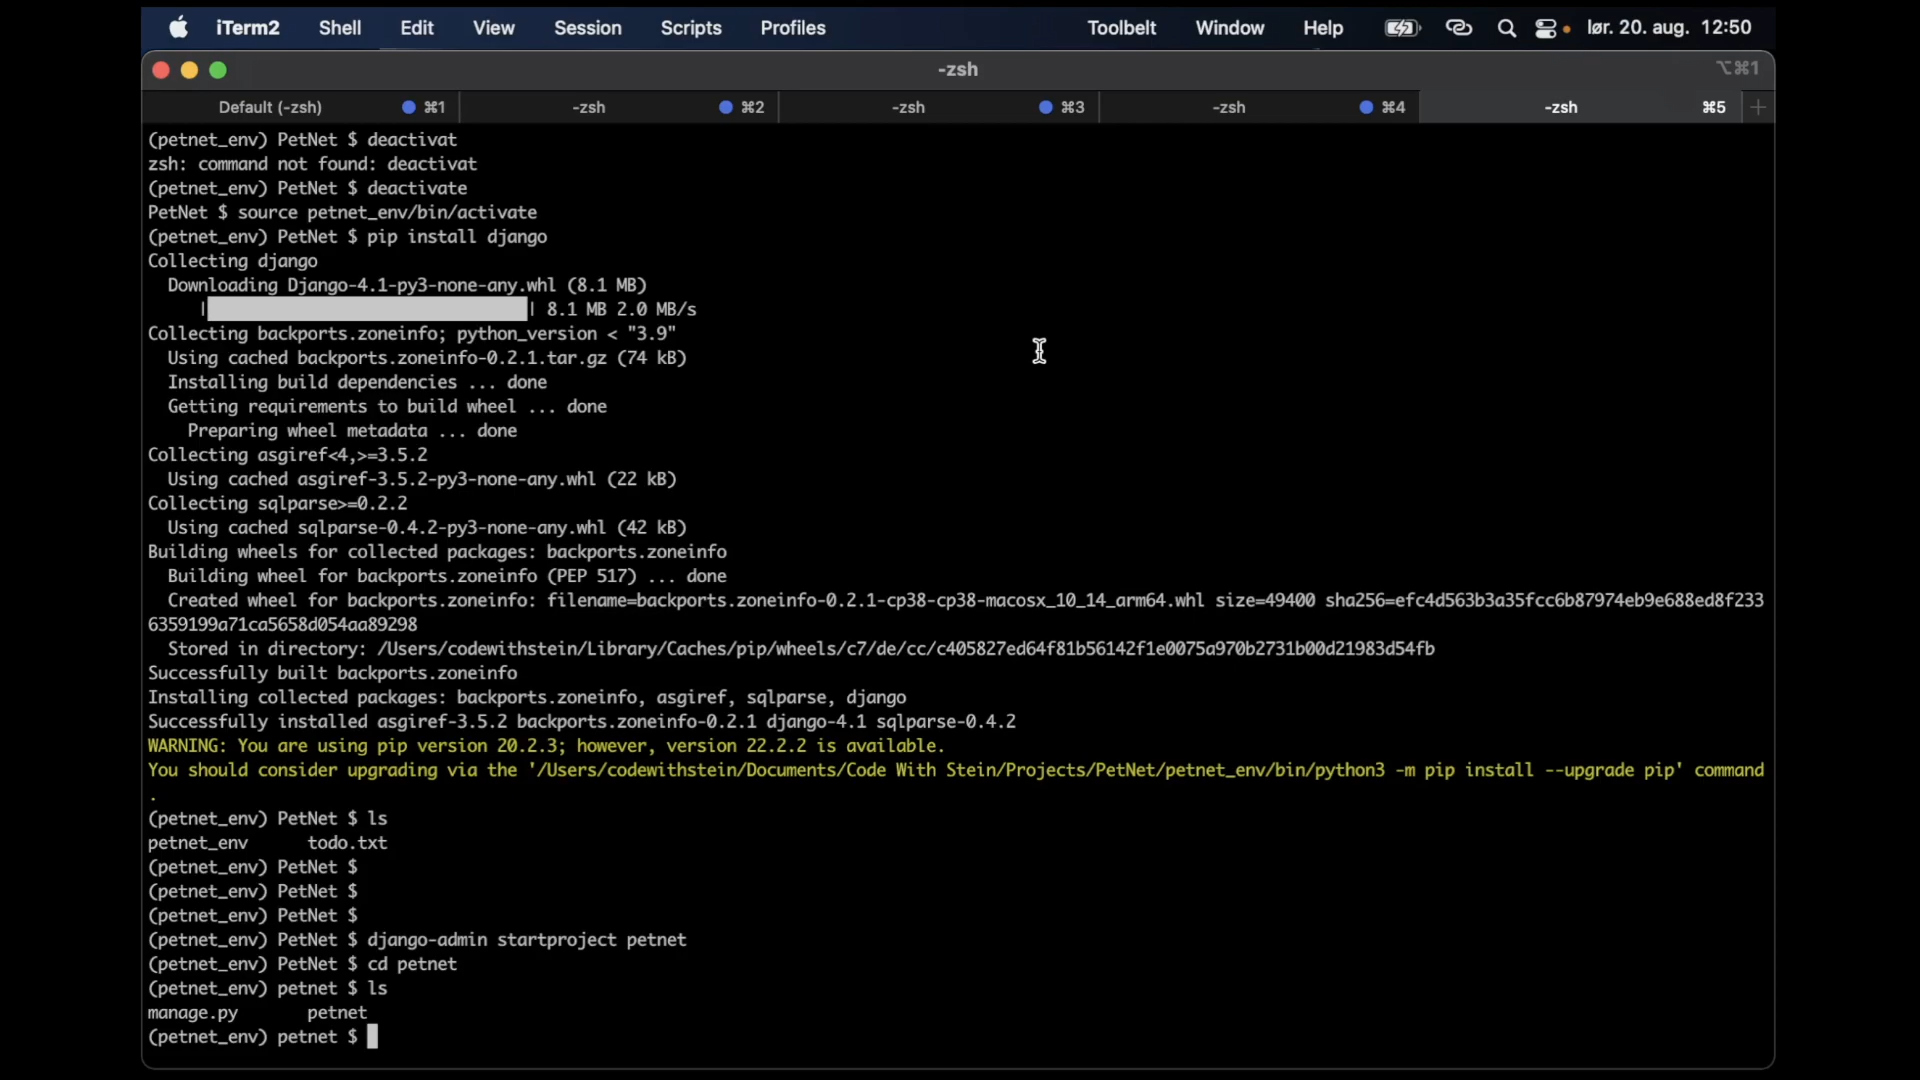 iTerm2 Shell Edit View Session Scripts Profiles Toolbelt Window Help lør. 20. aug. 12:50
-zsh ⌥⌘1
Default (-zsh) ⌘1 -zsh ⌘2 -zsh ⌘3 -zsh ⌘4 -zsh ⌘5 +
(petnet_env) PetNet $ deactivat
zsh: command not found: deactivat
(petnet_env) PetNet $ deactivate
PetNet $ source petnet_env/bin/activate
(petnet_env) PetNet $ pip install django
Collecting django
  Downloading Django-4.1-py3-none-any.whl (8.1 MB)
     |████████████████████████████████| 8.1 MB 2.0 MB/s
Collecting backports.zoneinfo; python_version < "3.9"
  Using cached backports.zoneinfo-0.2.1.tar.gz (74 kB)
  Installing build dependencies ... done
  Getting requirements to build wheel ... done
    Preparing wheel metadata ... done
Collecting asgiref<4,>=3.5.2
  Using cached asgiref-3.5.2-py3-none-any.whl (22 kB)
Collecting sqlparse>=0.2.2
  Using cached sqlparse-0.4.2-py3-none-any.whl (42 kB)
Building wheels for collected packages: backports.zoneinfo
  Building wheel for backports.zoneinfo (PEP 517) ... done
  Created wheel for backports.zoneinfo: filename=backports.zoneinfo-0.2.1-cp38-cp38-macosx_10_14_arm64.whl size=49400 sha256=efc4d563b3a35fcc6b87974eb9e688ed8f233
6359199a71ca5658d054aa89298
  Stored in directory: /Users/codewithstein/Library/Caches/pip/wheels/c7/de/cc/c405827ed64f81b56142f1e0075a970b2731b00d21983d54fb
Successfully built backports.zoneinfo
Installing collected packages: backports.zoneinfo, asgiref, sqlparse, django
Successfully installed asgiref-3.5.2 backports.zoneinfo-0.2.1 django-4.1 sqlparse-0.4.2
WARNING: You are using pip version 20.2.3; however, version 22.2.2 is available.
You should consider upgrading via the '/Users/codewithstein/Documents/Code With Stein/Projects/PetNet/petnet_env/bin/python3 -m pip install --upgrade pip' command
.
(petnet_env) PetNet $ ls
petnet_env      todo.txt
(petnet_env) PetNet $
(petnet_env) PetNet $
(petnet_env) PetNet $
(petnet_env) PetNet $ django-admin startproject petnet
(petnet_env) PetNet $ cd petnet
(petnet_env) petnet $ ls
manage.py       petnet
(petnet_env) petnet $